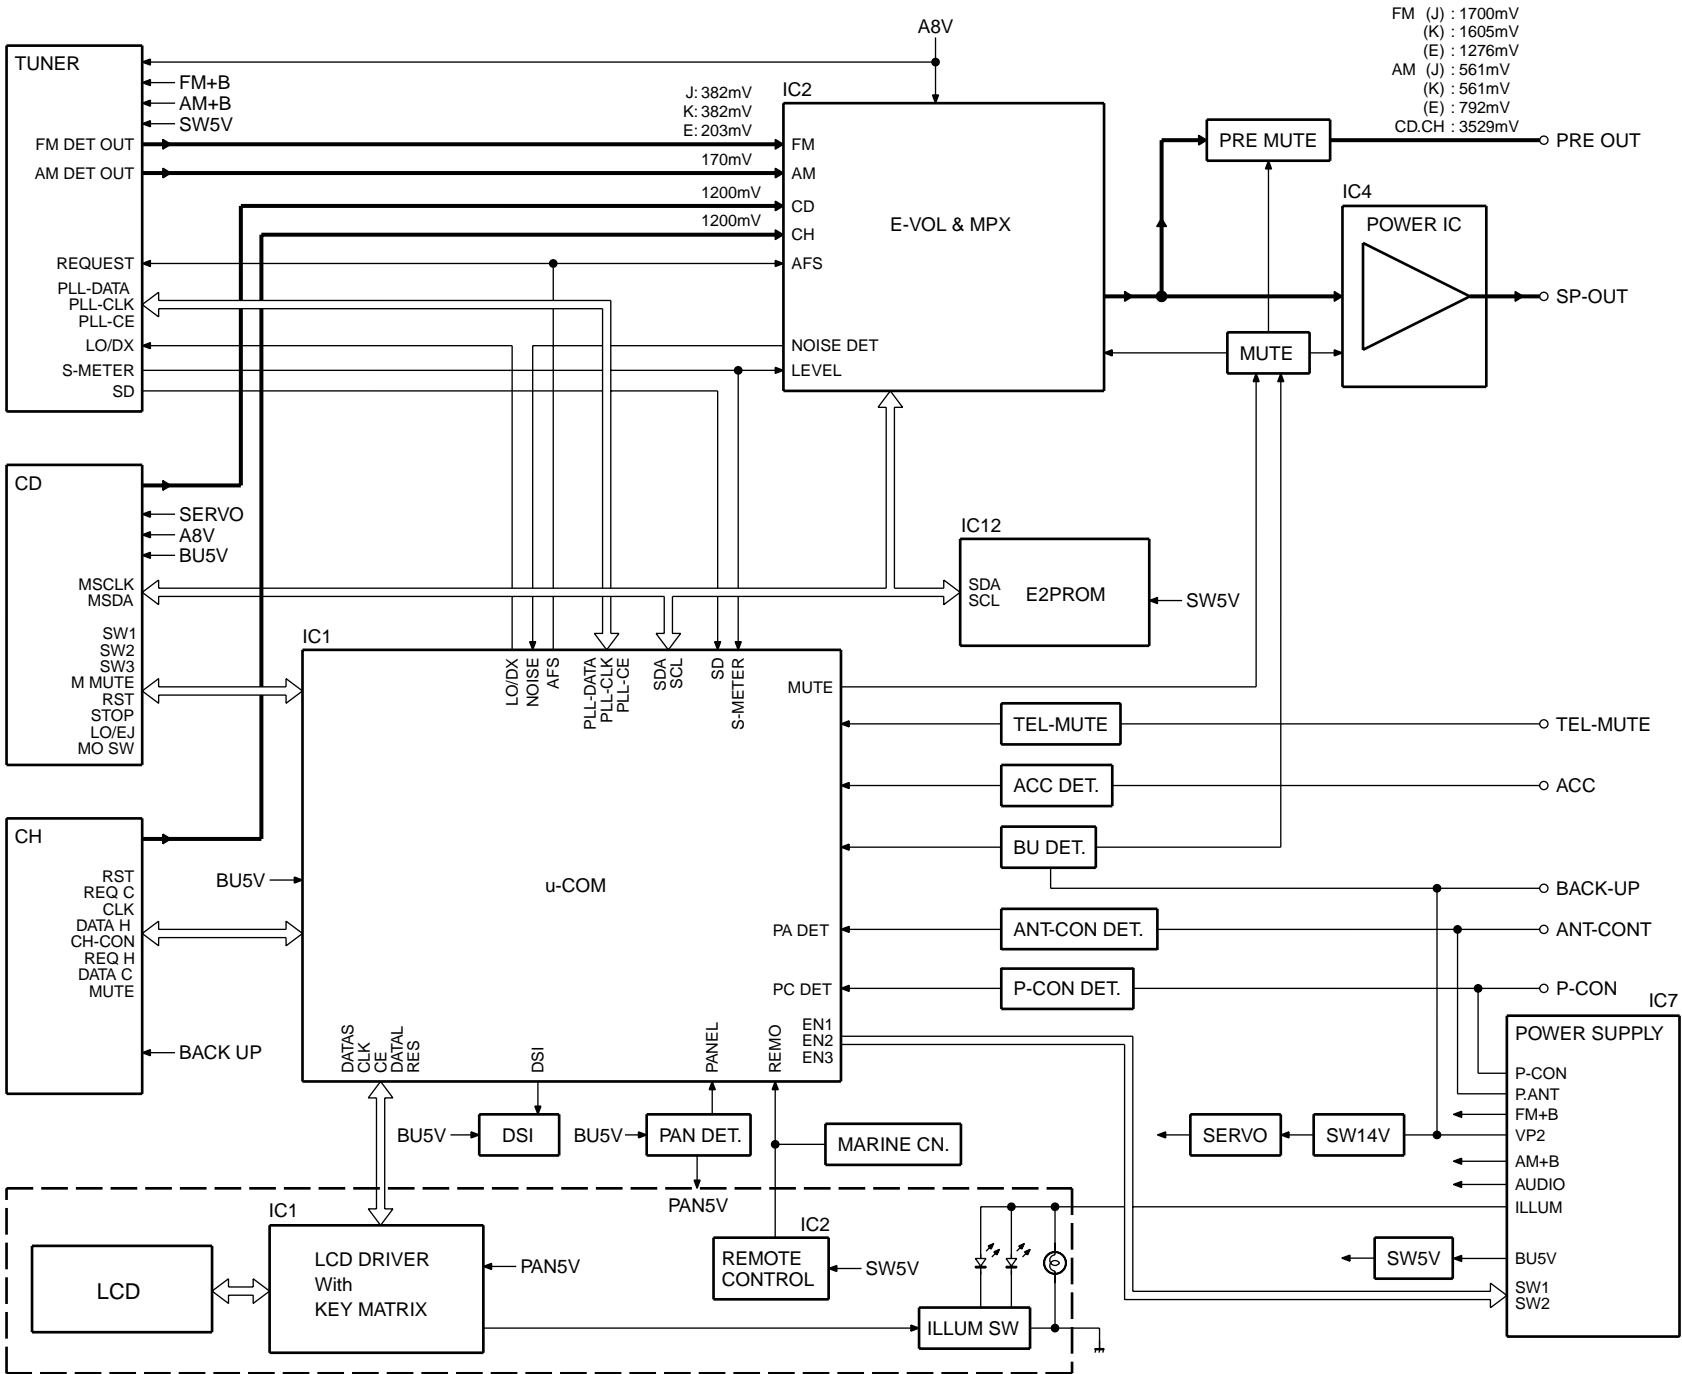 FM (J) : 1700mV
(K) : 1605mV
(E) : 1276mV
AM (J) : 561mV
(K) : 561mV
(E) : 792mV
CD.CH : 3529mV
A8V
TUNER
FM+B
AM+B
SW5V
FM DET OUT
AM DET OUT
REQUEST
PLL-DATA
PLL-CLK
PLL-CE
LO/DX
S-METER
SD
J: 382mV
K: 382mV
E: 203mV
170mV
1200mV
1200mV
IC2
FM
AM
CD
CH
AFS
NOISE DET
LEVEL
E-VOL & MPX
PRE MUTE
PRE OUT
IC4
POWER IC
SP-OUT
MUTE
CD
SERVO
A8V
BU5V
MSCLK
MSDA
SW1
SW2
SW3
M MUTE
RST
STOP
LO/EJ
MO SW
IC12
SDA
SCL
E2PROM
SW5V
CH
RST
REQ C
CLK
DATA H
CH-CON
REQ H
DATA C
MUTE
BACK UP
IC1
LO/DX
NOISE
AFS
PLL-DATA
PLL-CLK
PLL-CE
SDA
SCL
SD
S-METER
MUTE
BU5V
u-COM
PA DET
PC DET
EN1
EN2
EN3
DATAS
CLK
CE
DATAL
RES
DSI
PANEL
REMO
TEL-MUTE
TEL-MUTE
ACC DET.
ACC
BU DET.
BACK-UP
ANT-CON DET.
ANT-CONT
P-CON DET.
P-CON
IC7
POWER SUPPLY
P-CON
P.ANT
FM+B
VP2
AM+B
AUDIO
ILLUM
BU5V
SW1
SW2
SERVO
SW14V
SW5V
BU5V
DSI
BU5V
PAN DET.
PAN5V
MARINE CN.
LCD
IC1
LCD DRIVER
With
KEY MATRIX
PAN5V
IC2
REMOTE
CONTROL
SW5V
ILLUM SW